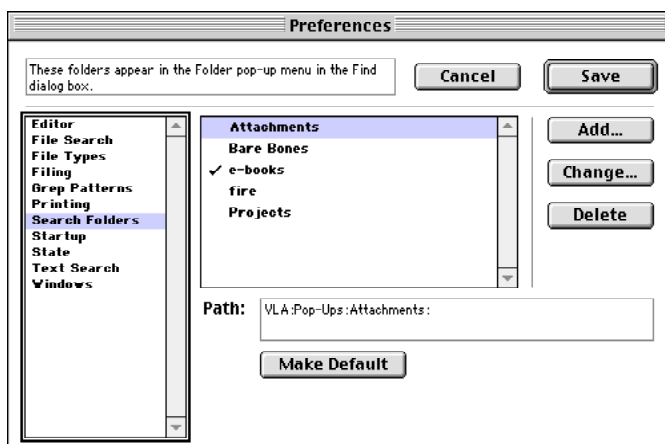 Preferences
These folders appear in the Folder pop-up menu in the Find
dialog box.
Cancel
Save
Editor
File Search
File Types
Filing
Grep Patterns
Printing
Search Folders
Startup
State
Text Search
Windows
Attachments
Bare Bones
e-books
fire
Projects
Add...
Change...
Delete
Path:
VLA:Pop-Ups:Attachments:
Make Default